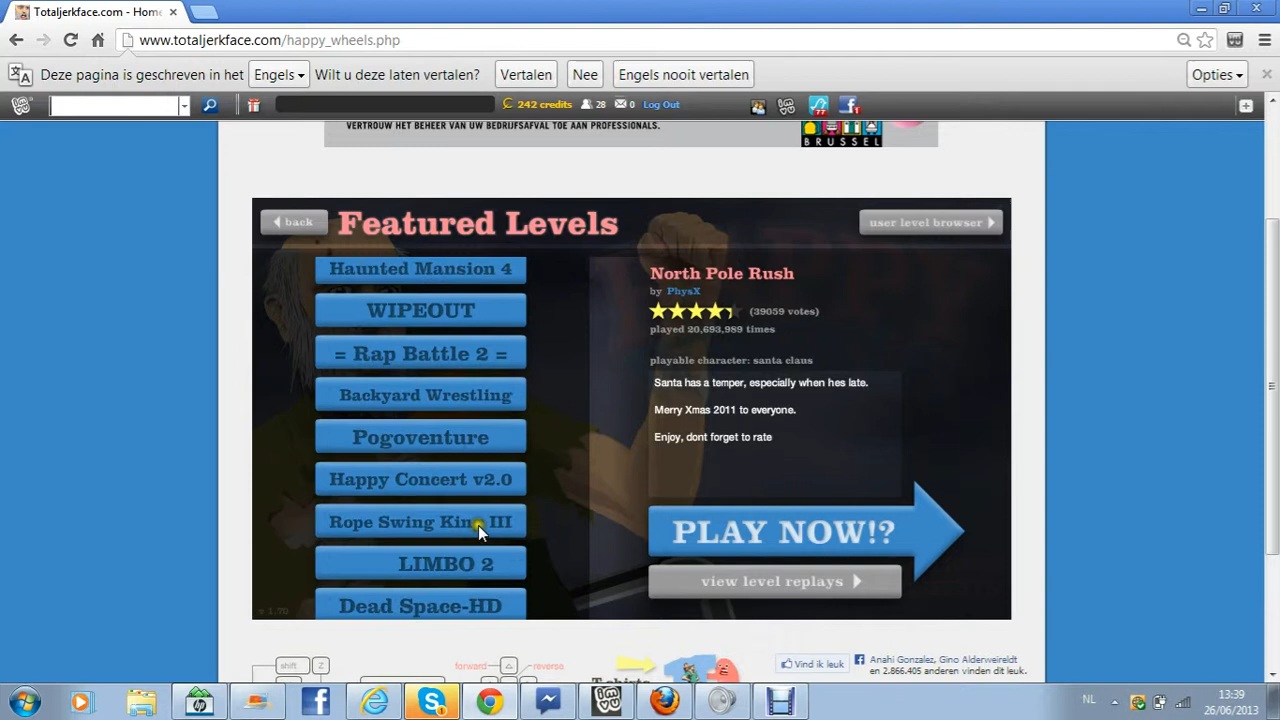 Totaljerkface.com - Home
www.totaljerkface.com/happy_wheels.php
Deze pagina is geschreven in het Engels Wilt u deze laten vertalen? Vertalen Nee Engels nooit vertalen Opties
242 credits 28 0 Log Out 77 1
VERTROUW HET BEHEER VAN UW BEDRIJFSAFVAL TOE AAN PROFESSIONALS.
BRUSSEL
back Featured Levels user level browser
Haunted Mansion 4
WIPEOUT
= Rap Battle 2 =
Backyard Wrestling
Pogoventure
Happy Concert v2.0
Rope Swing King III
LIMBO 2
Dead Space-HD
v 1.70
North Pole Rush
by PhysX
(39059 votes)
played 20,693,989 times
playable character: santa claus
Santa has a temper, especially when hes late.
Merry Xmas 2011 to everyone.
Enjoy, dont forget to rate
PLAY NOW!?
view level replays
shift Z forward reverse
Vind ik leuk Anahi Gonzalez, Gino Alderweireldt
en 2.866.405 anderen vinden dit leuk.
NL 13:39
26/06/2013